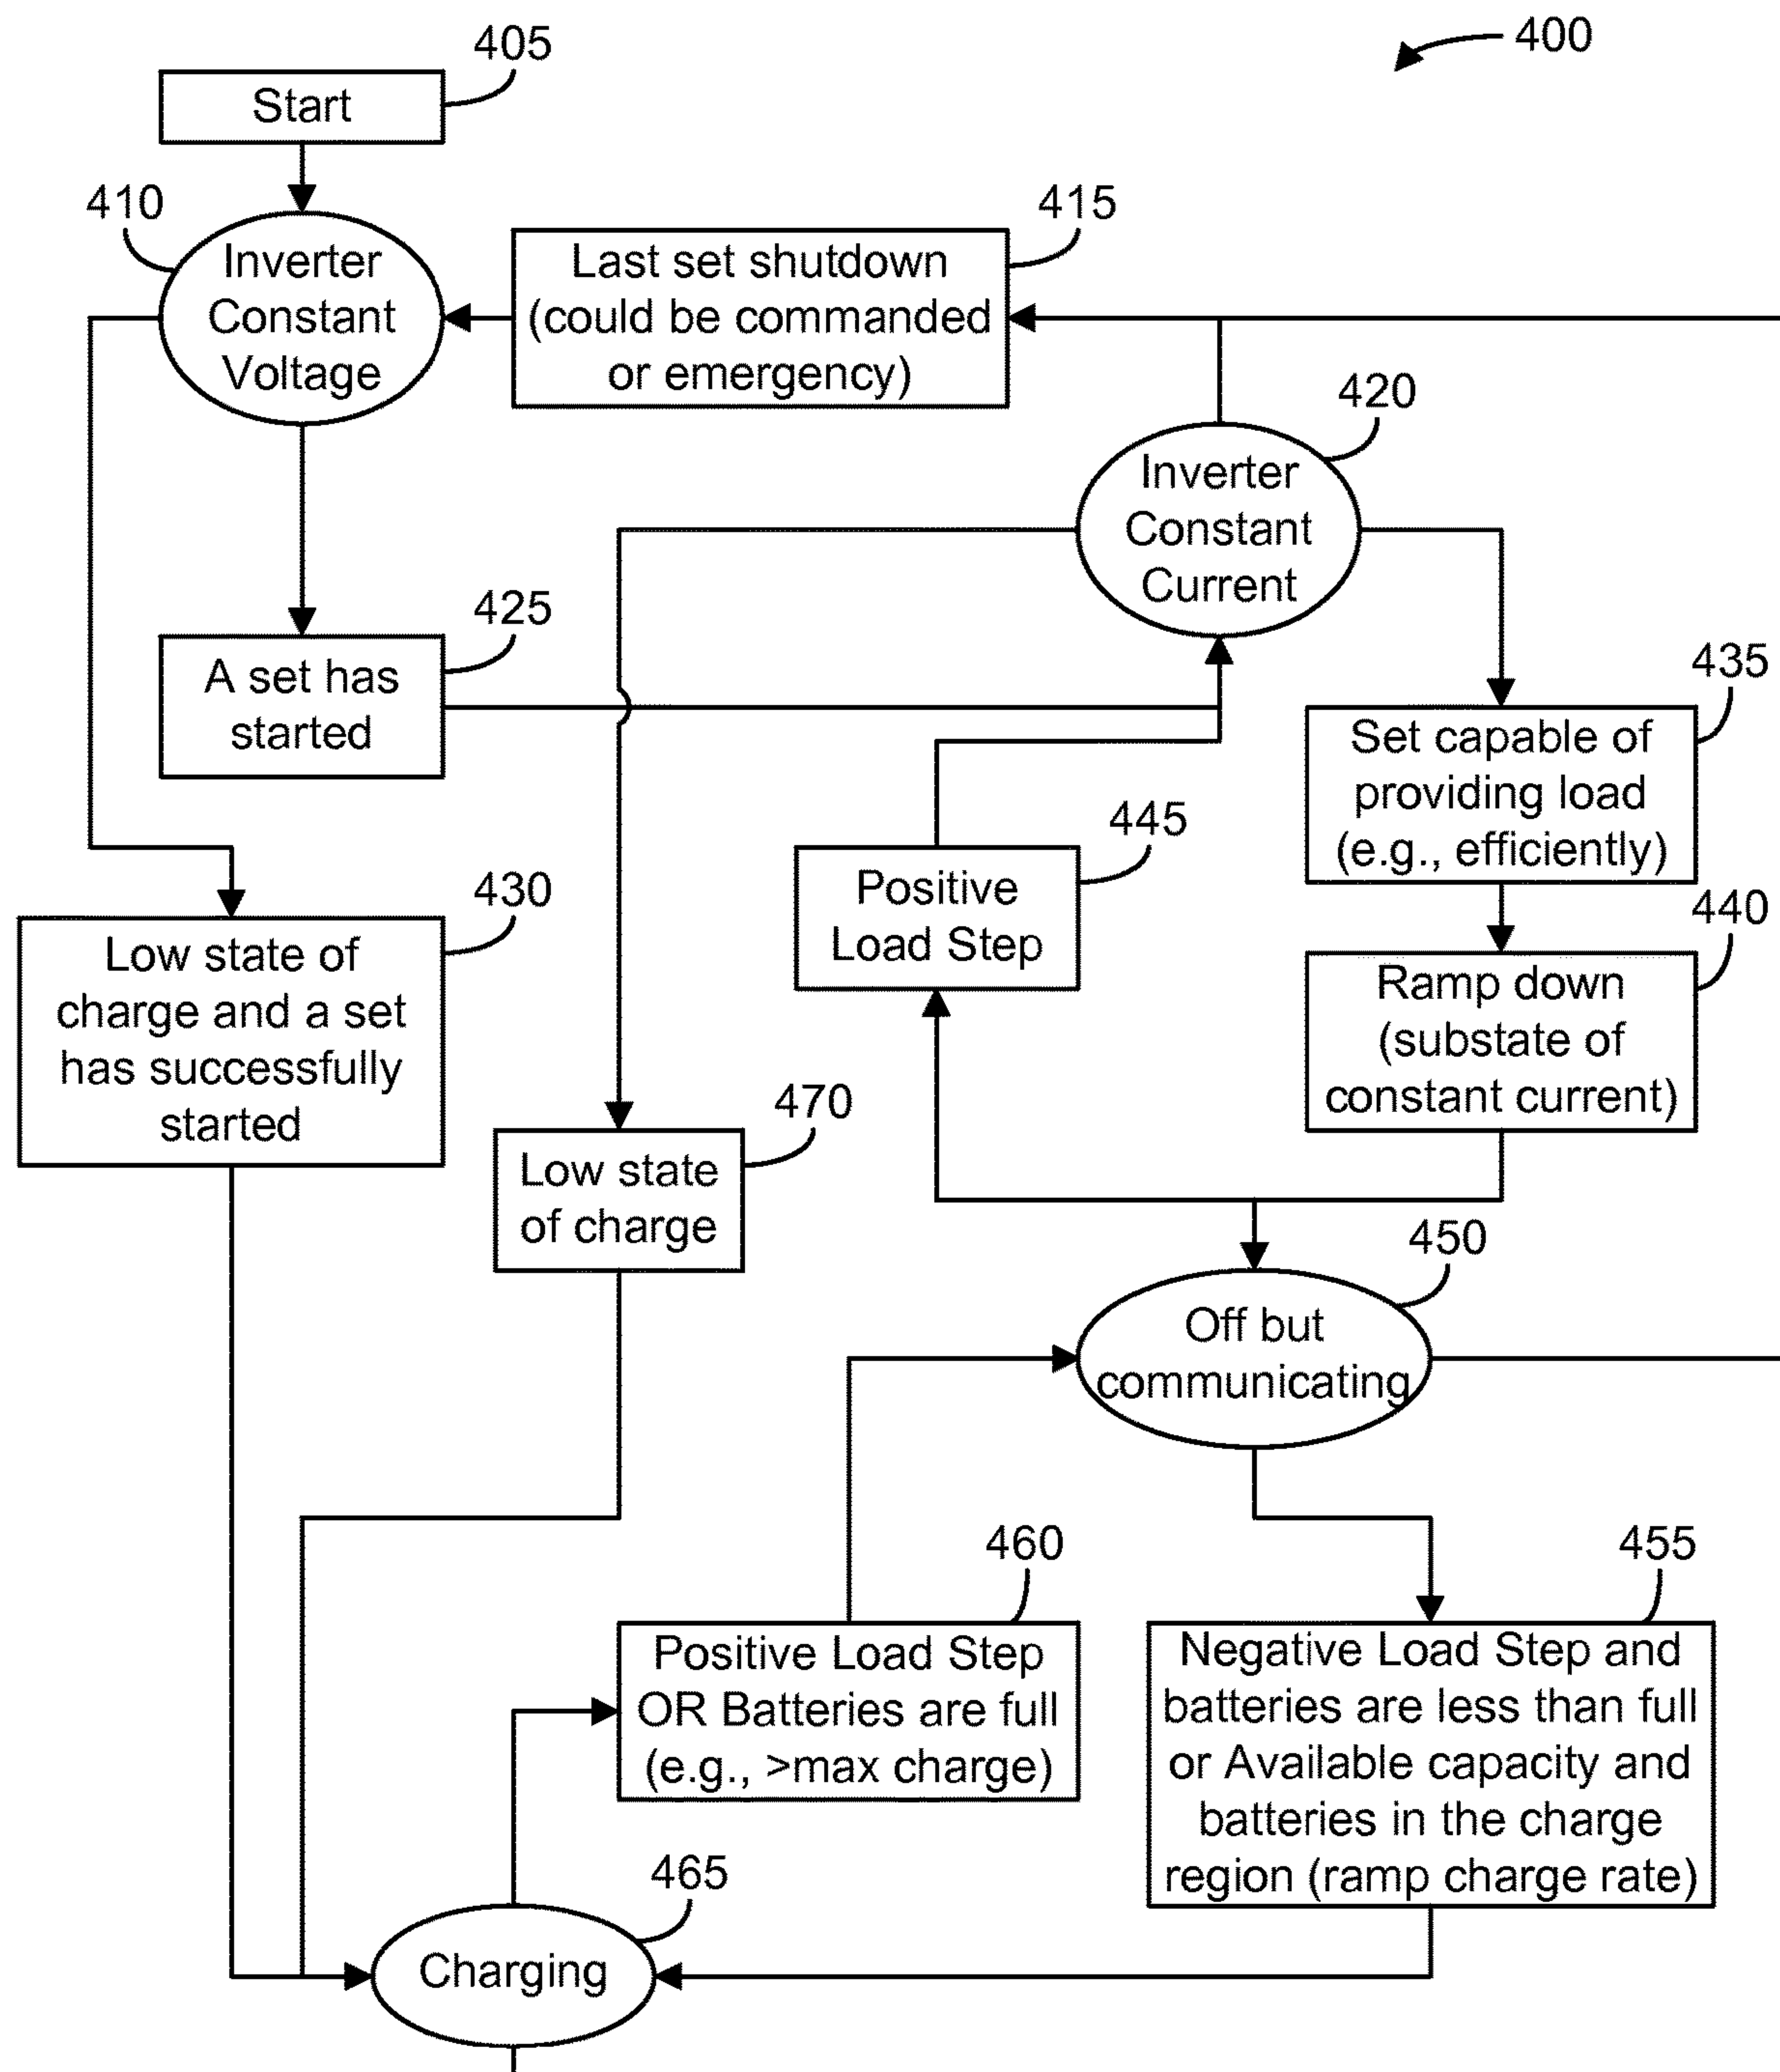 400
405
Start
410
Inverter
Constant
Voltage
415
Last set shutdown
(could be commanded
or emergency)
420
Inverter
Constant
Current
425
A set has
started
435
Set capable of
providing load
(e.g., efficiently)
445
Positive
Load Step
430
Low state of
charge and a set
has successfully
started
440
Ramp down
(substate of
constant current)
470
Low state
of charge
450
Off but
communicating
460
Positive Load Step
OR Batteries are full
(e.g., >max charge)
455
Negative Load Step and
batteries are less than full
or Available capacity and
batteries in the charge
region (ramp charge rate)
465
Charging